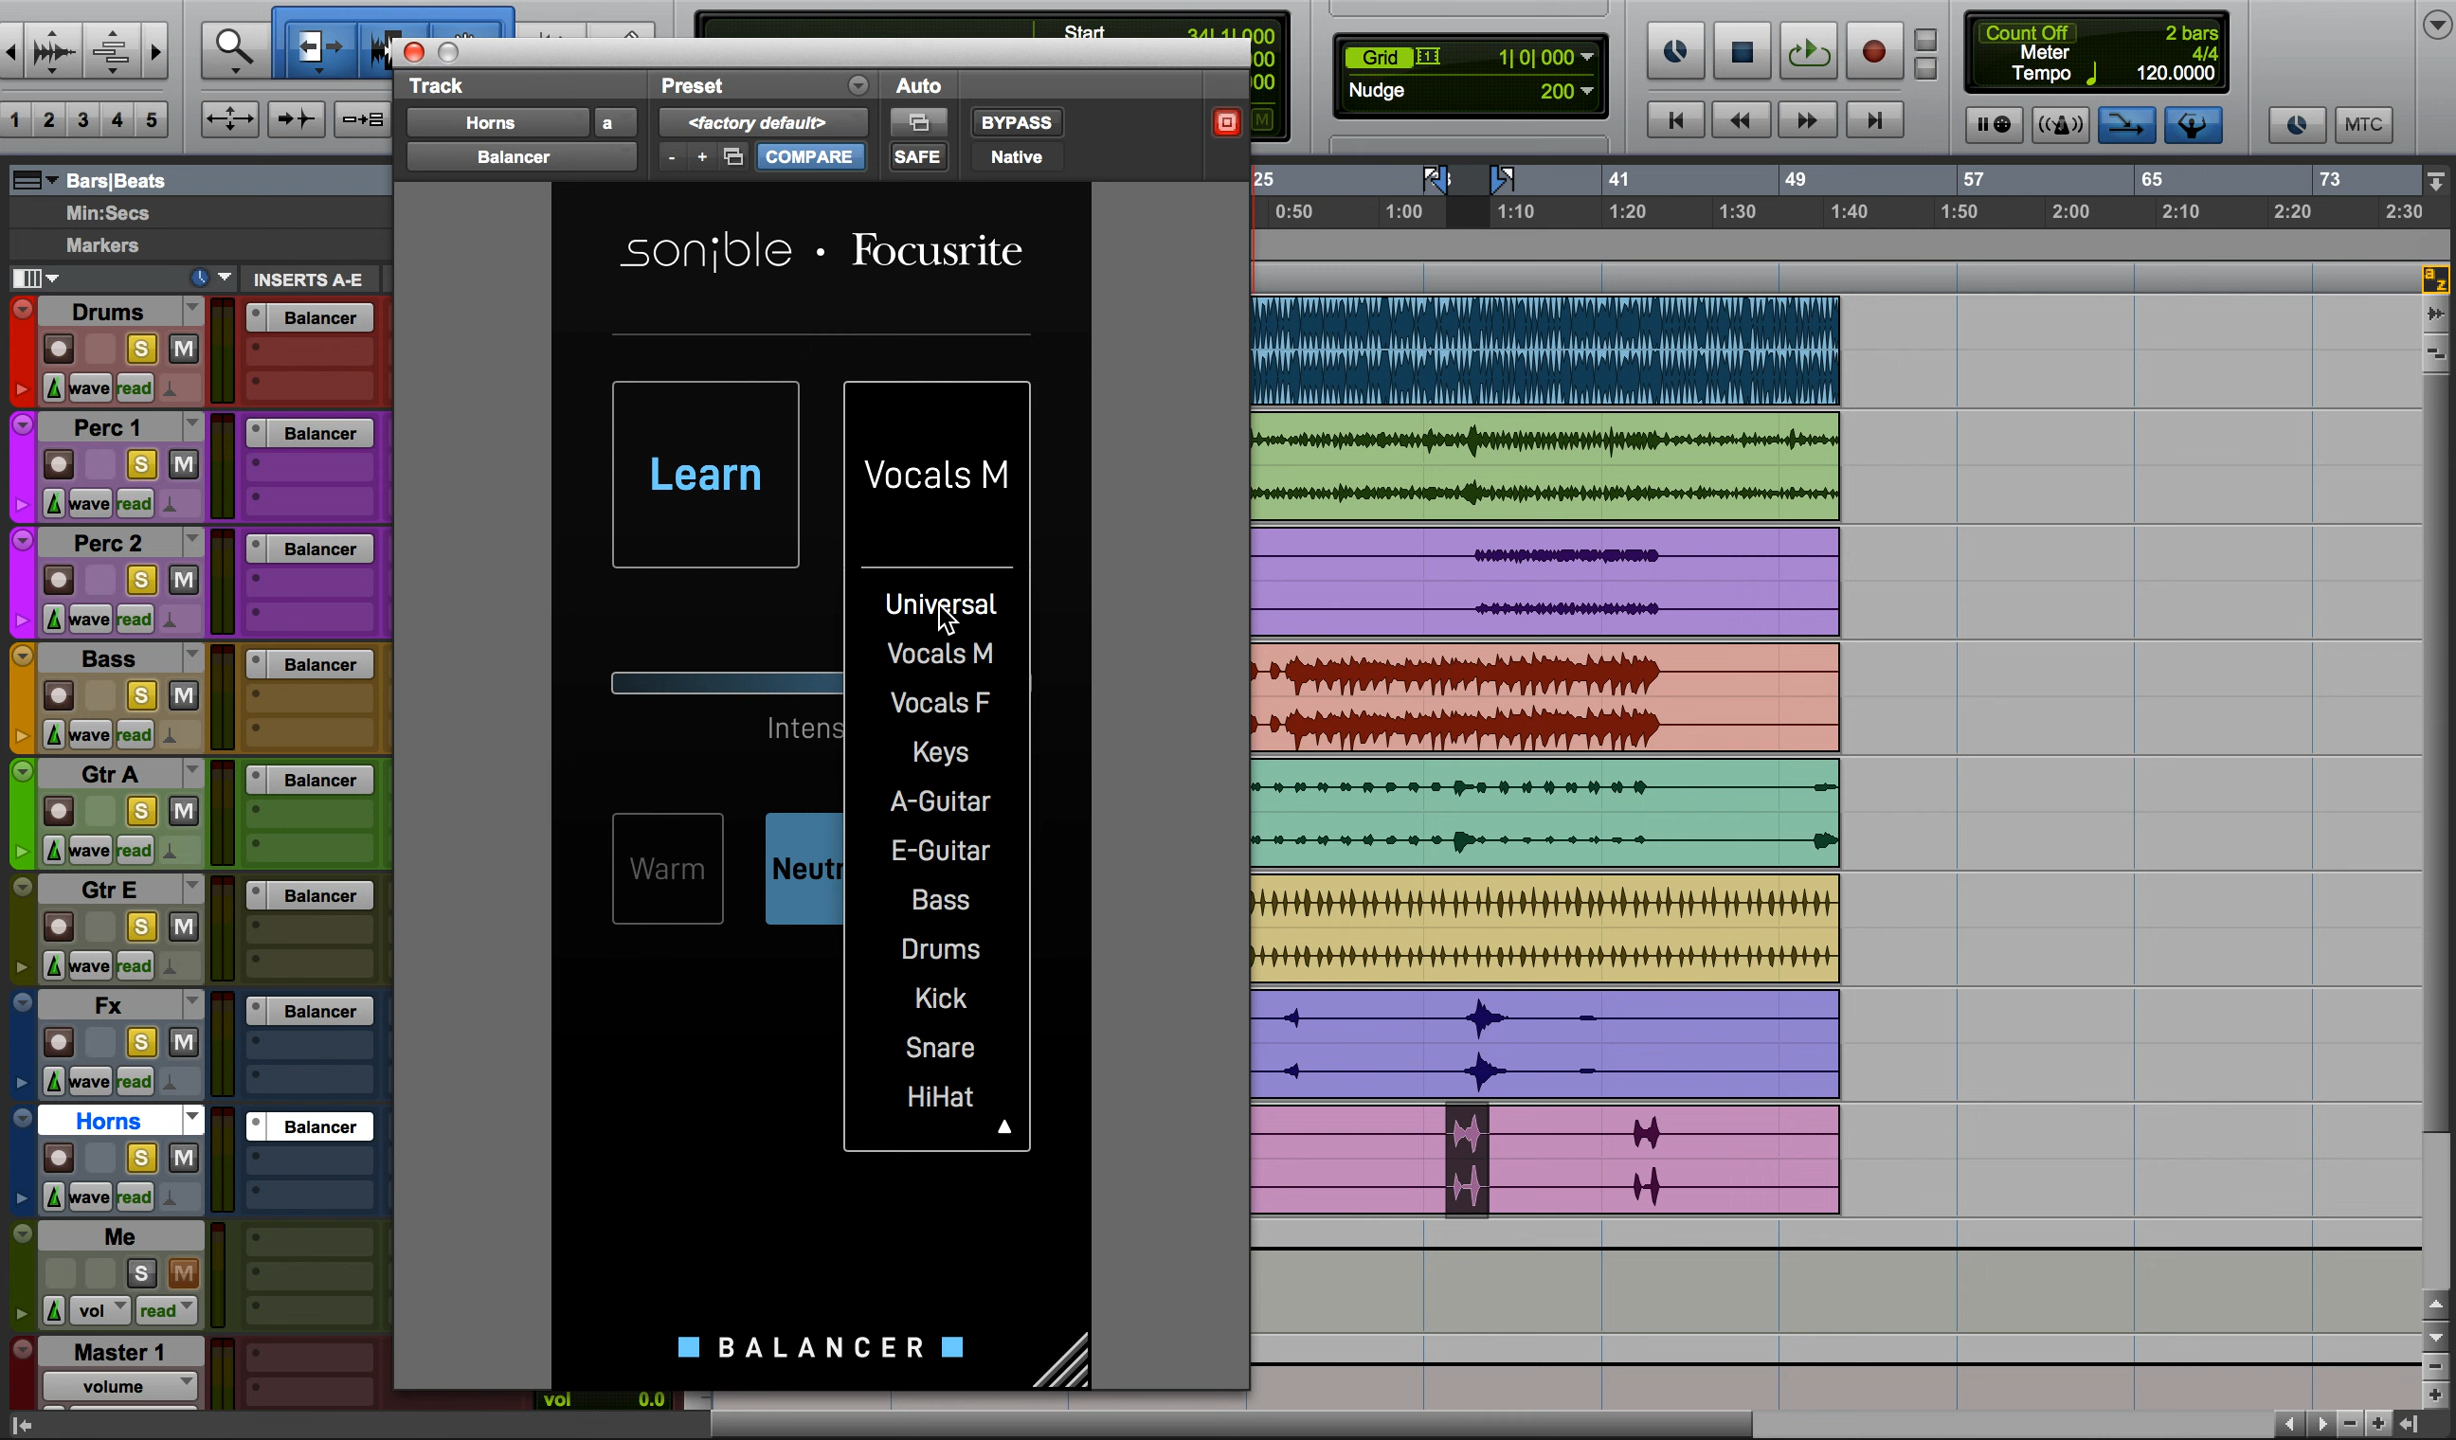 Start
34| 1| 000
000
000
M
Grid
1| 0| 000
Nudge
200
Count Off
2 bars
Meter
4/4
Tempo
120.0000
1 2 3 4 5
MTC
Track
Preset
Auto
Horns
a
<factory default>
BYPASS
Balancer
- +
COMPARE
SAFE
Native
Bars|Beats
25 41 49 57 65 73
Min:Secs
0:50 1:00 1:10 1:20 1:30 1:40 1:50 2:00 2:10 2:20 2:30
Markers
INSERTS A-E
a z
sonible • Focusrite
Learn
Vocals M
Universal
Vocals M
Vocals F
Keys
A-Guitar
E-Guitar
Bass
Drums
Kick
Snare
HiHat
Intens
Warm
Neutr
BALANCER
Drums
Balancer
S M
wave read
Perc 1
Balancer
S M
wave read
Perc 2
Balancer
S M
wave read
Bass
Balancer
S M
wave read
Gtr A
Balancer
S M
wave read
Gtr E
Balancer
S M
wave read
Fx
Balancer
S M
wave read
Horns
Balancer
S M
wave read
Me
S M
vol read
Master 1
volume
vol 0.0